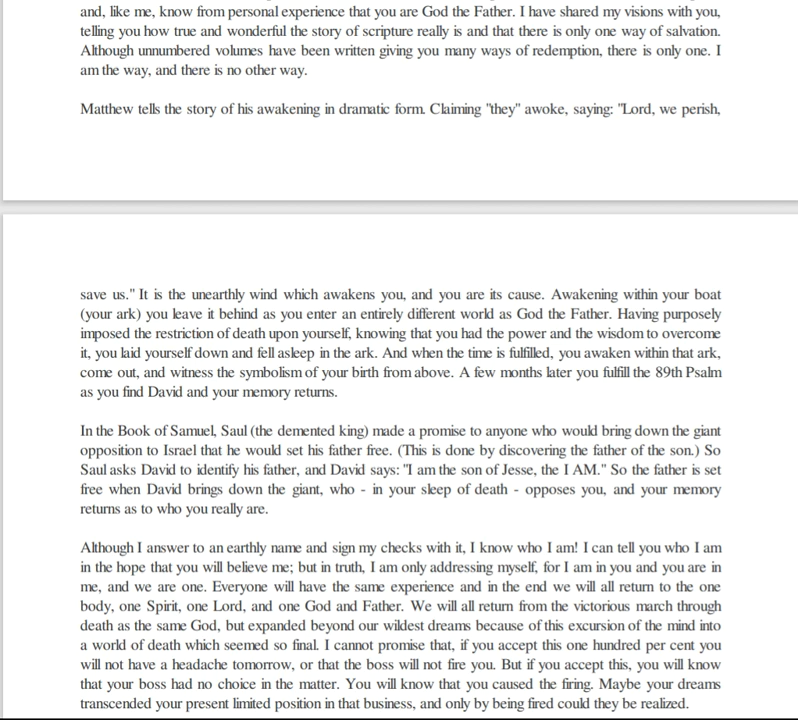 and, like me, know from personal experience that you are God the Father. I have shared my visions with you,
telling you how true and wonderful the story of scripture really is and that there is only one way of salvation.
Although unnumbered volumes have been written giving you many ways of redemption, there is only one. I
am the way, and there is no other way.
Matthew tells the story of his awakening in dramatic form. Claiming "they" awoke, saying: "Lord, we perish,
save us." It is the unearthly wind which awakens you, and you are its cause. Awakening within your boat
(your ark) you leave it behind as you enter an entirely different world as God the Father. Having purposely
imposed the restriction of death upon yourself, knowing that you had the power and the wisdom to overcome
it, you laid yourself down and fell asleep in the ark. And when the time is fulfilled, you awaken within that ark,
come out, and witness the symbolism of your birth from above. A few months later you fulfill the 89th Psalm
as you find David and your memory returns.
In the Book of Samuel, Saul (the demented king) made a promise to anyone who would bring down the giant
opposition to Israel that he would set his father free. (This is done by discovering the father of the son.) So
Saul asks David to identify his father, and David says: "I am the son of Jesse, the I AM." So the father is set
free when David brings down the giant, who - in your sleep of death - opposes you, and your memory
returns as to who you really are.
Although I answer to an earthly name and sign my checks with it, I know who I am! I can tell you who I am
in the hope that you will believe me; but in truth, I am only addressing myself, for I am in you and you are in
me, and we are one. Everyone will have the same experience and in the end we will all return to the one
body, one Spirit, one Lord, and one God and Father. We will all return from the victorious march through
death as the same God, but expanded beyond our wildest dreams because of this excursion of the mind into
a world of death which seemed so final. I cannot promise that, if you accept this one hundred per cent you
will not have a headache tomorrow, or that the boss will not fire you. But if you accept this, you will know
that your boss had no choice in the matter. You will know that you caused the firing. Maybe your dreams
transcended your present limited position in that business, and only by being fired could they be realized.